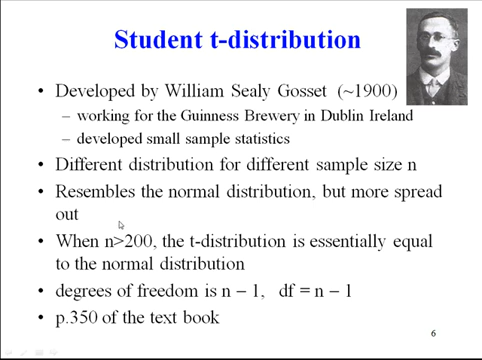 Student t-distribution
• Developed by William Sealy Gosset (~1900)
– working for the Guinness Brewery in Dublin Ireland
– developed small sample statistics
• Different distribution for different sample size n
• Resembles the normal distribution, but more spread
out
• When n>200, the t-distribution is essentially equal
to the normal distribution
• degrees of freedom is n − 1, df = n − 1
• p.350 of the text book
6